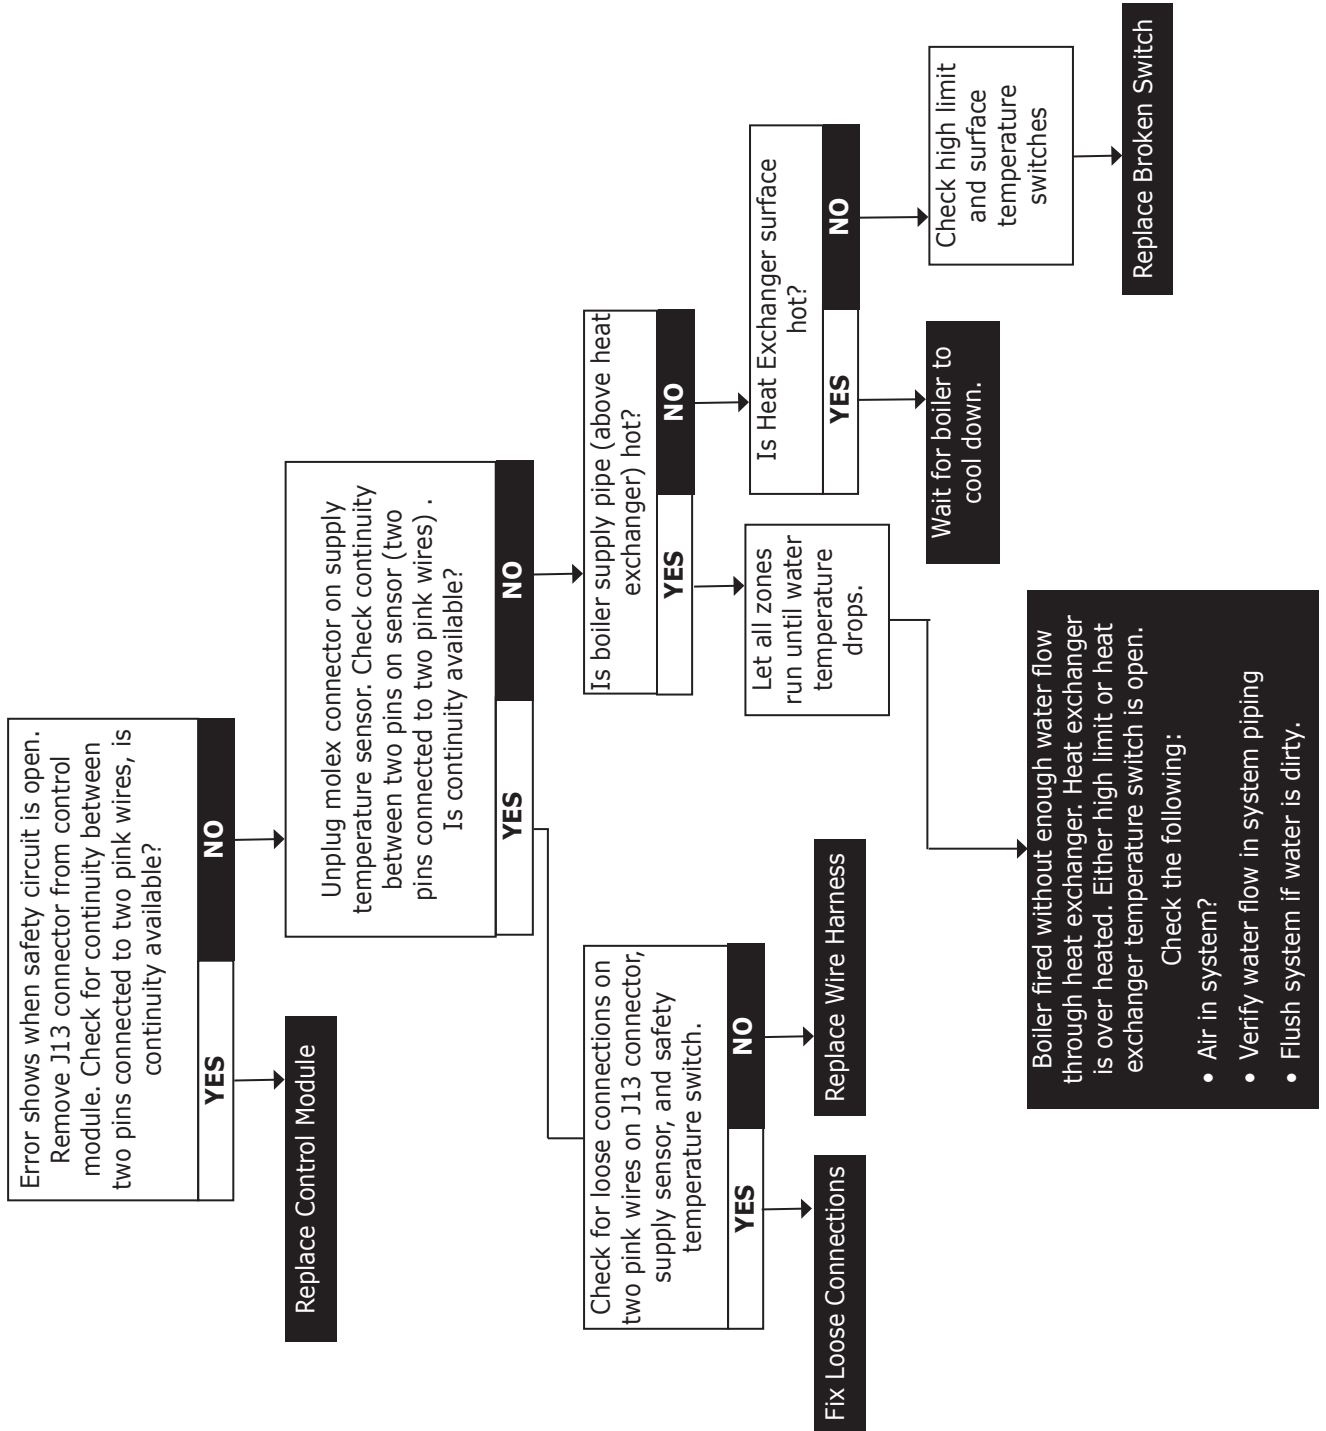 Error shows when safety circuit is open.
Remove J13 connector from control
module. Check for continuity between
two pins connected to two pink wires, is
continuity available?
YES
NO
Replace Control Module
Unplug molex connector on supply
temperature sensor. Check continuity
between two pins on sensor (two
pins connected to two pink wires) .
Is continuity available?
YES
NO
Check for loose connections on
two pink wires on J13 connector,
supply sensor, and safety
temperature switch.
YES
NO
Fix Loose Connections
Replace Wire Harness
Is boiler supply pipe (above heat
exchanger) hot?
YES
NO
Let all zones
run until water
temperature
drops.
Boiler fired without enough water flow
through heat exchanger. Heat exchanger
is over heated. Either high limit or heat
exchanger temperature switch is open.
Check the following:
• Air in system?
• Verify water flow in system piping
• Flush system if water is dirty.
Is Heat Exchanger surface
hot?
YES
NO
Wait for boiler to
cool down.
Check high limit
and surface
temperature
switches
Replace Broken Switch